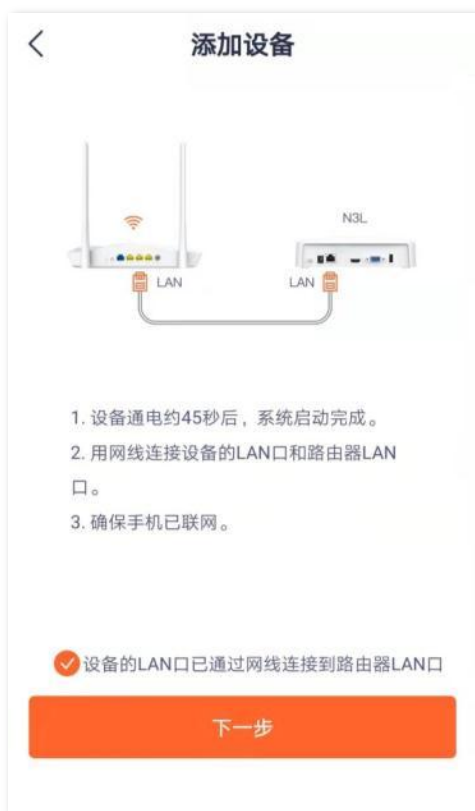 添加设备
N3L
LAN
LAN
1. 设备通电约45秒后，系统启动完成。
2. 用网线连接设备的LAN口和路由器LAN
口。
3. 确保手机已联网。
设备的LAN口已通过网线连接到路由器LAN口
下一步